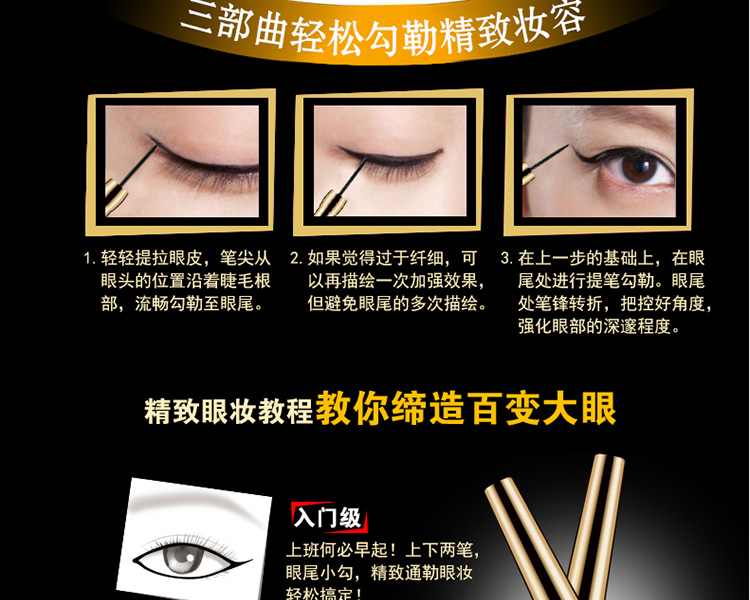 三部曲轻松勾勒精致妆容
1. 轻轻提拉眼皮，笔尖从
眼头的位置沿着睫毛根
部，流畅勾勒至眼尾。
2. 如果觉得过于纤细，可
以再描绘一次加强效果，
但避免眼尾的多次描绘。
3. 在上一步的基础上，在眼
尾处进行提笔勾勒。眼尾
处笔锋转折，把控好角度，
强化眼部的深邃程度。
精致眼妆教程教你缔造百变大眼
入门级
上班何必早起！上下两笔，
眼尾小勾，精致通勤眼妆
轻松搞定！